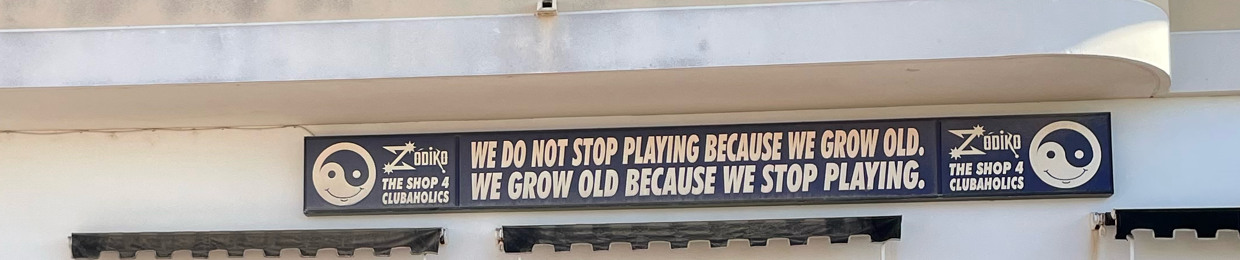 Zodiko
THE SHOP 4
CLUBAHOLICS
WE DO NOT STOP PLAYING BECAUSE WE GROW OLD.
WE GROW OLD BECAUSE WE STOP PLAYING.
Zodiko
THE SHOP 4
CLUBAHOLICS